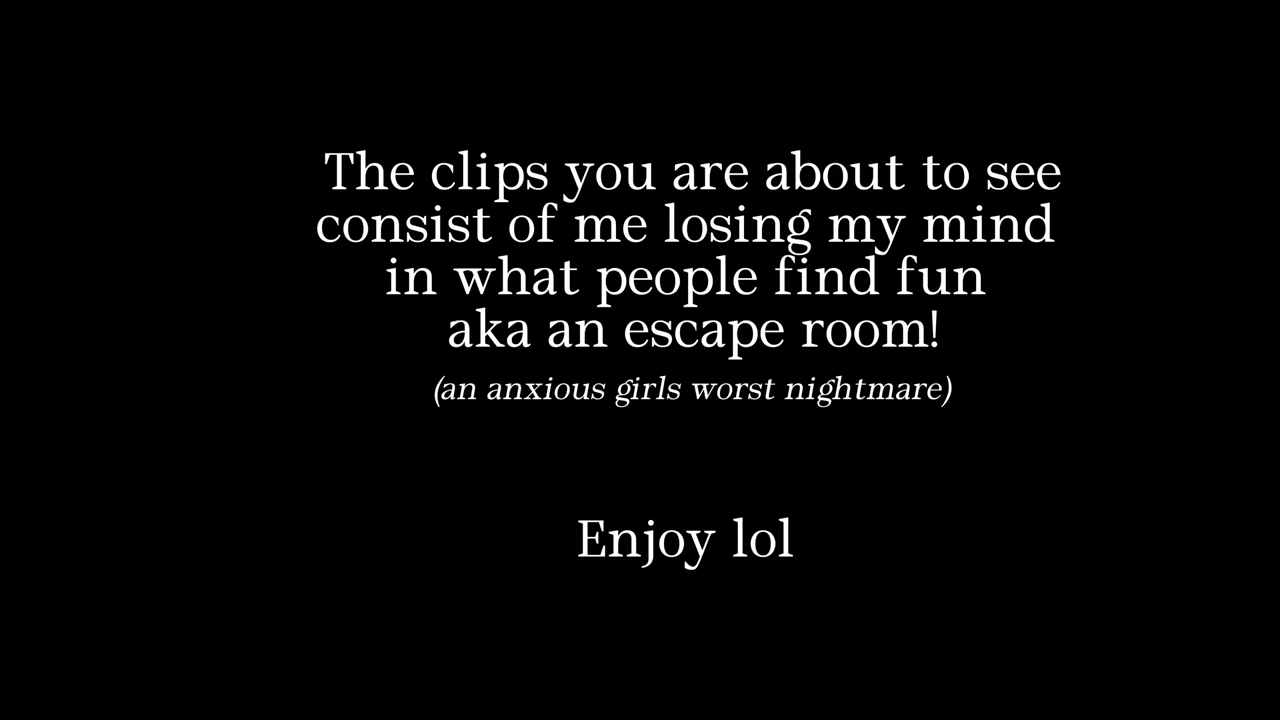 The clips you are about to see
consist of me losing my mind
in what people find fun
aka an escape room!
(an anxious girls worst nightmare)
Enjoy lol